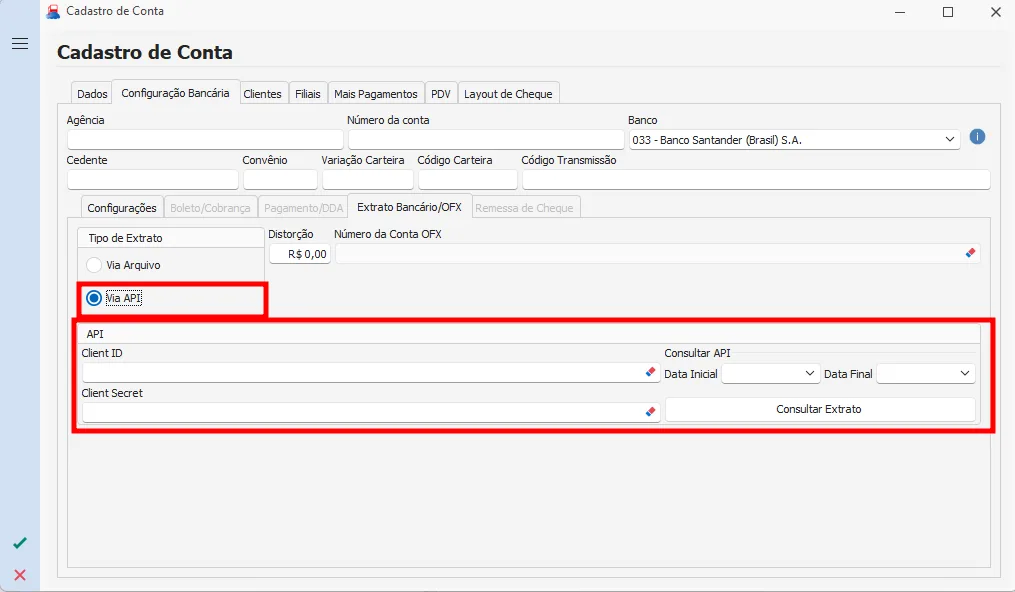 Cadastro de Conta
Cadastro de Conta
Dados Configuração Bancária Clientes Filiais Mais Pagamentos PDV Layout de Cheque
Agência Número da conta Banco
033 - Banco Santander (Brasil) S.A.
Cedente Convênio Variação Carteira Código Carteira Código Transmissão
Configurações Boleto/Cobrança Pagamento/DDA Extrato Bancário/OFX Remessa de Cheque
Tipo de Extrato Distorção Número da Conta OFX
R$ 0,00
Via Arquivo
Via API
API
Client ID Consultar API
Data Inicial Data Final
Client Secret
Consultar Extrato